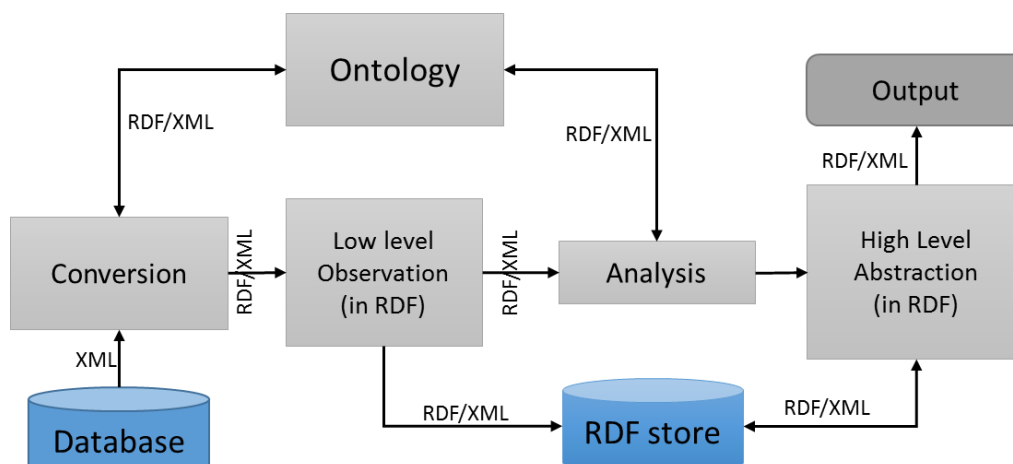 Ontology
Output
RDF/XML
RDF/XML
RDF/XML
Conversion
RDF/XML
Low level
Observation
(in RDF)
RDF/XML
Analysis
High Level
Abstraction
(in RDF)
XML
Database
RDF/XML
RDF store
RDF/XML